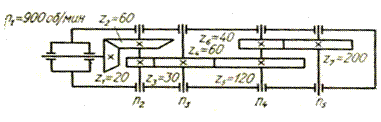 n₁=900 об/мин
z₂=60
z₆=40
z₄=60
z₇=200
z₁=20
z₃=30
z₅=120
n₂
n₃
n₄
n₅